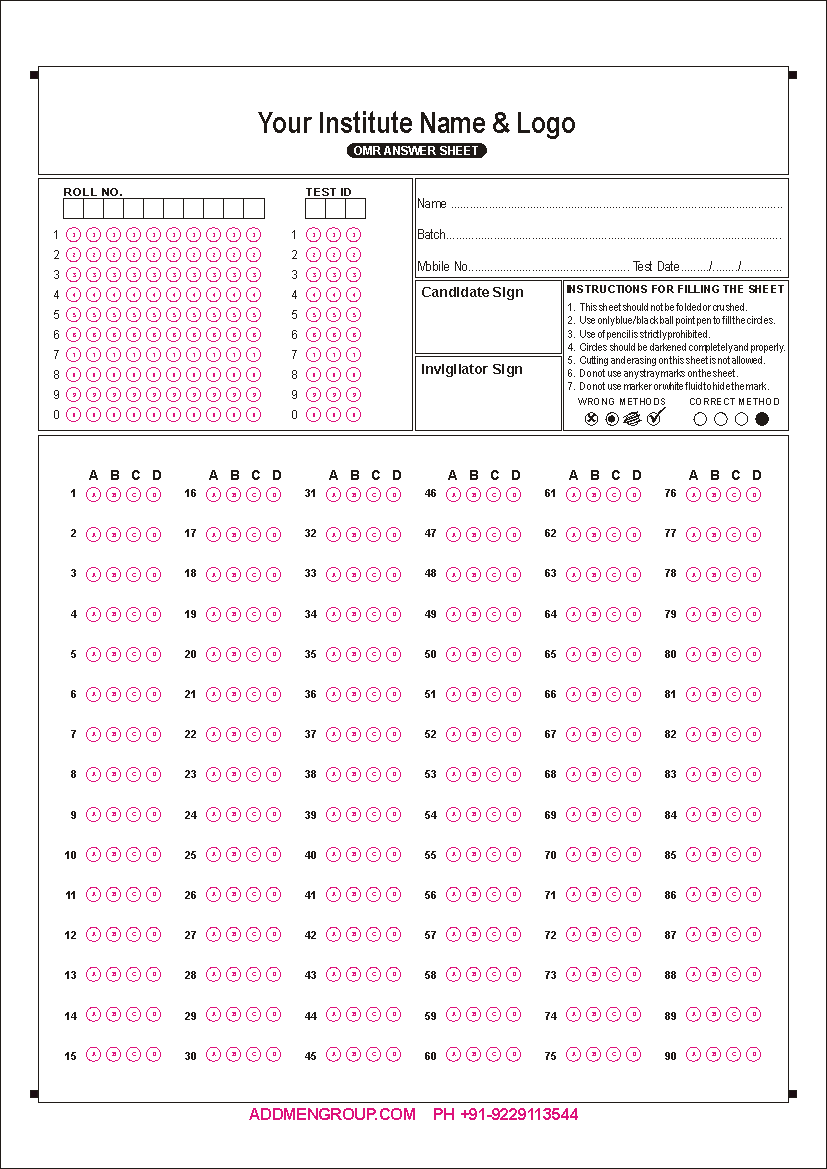 Your Institute Name & Logo
OMR ANSWER SHEET
ROLL NO. TEST ID
1 1 1 1 1 1 1 1 1 1 1 1 1 1 1
2 2 2 2 2 2 2 2 2 2 2 2 2 2 2
3 3 3 3 3 3 3 3 3 3 3 3 3 3 3
4 4 4 4 4 4 4 4 4 4 4 4 4 4 4
5 5 5 5 5 5 5 5 5 5 5 5 5 5 5
6 6 6 6 6 6 6 6 6 6 6 6 6 6 6
7 7 7 7 7 7 7 7 7 7 7 7 7 7 7
8 8 8 8 8 8 8 8 8 8 8 8 8 8 8
9 9 9 9 9 9 9 9 9 9 9 9 9 9 9
0 0 0 0 0 0 0 0 0 0 0 0 0 0 0
Name ..........
Batch..........
Mobile No.......... Test Date........./........./.............
Candidate Sign
Invigilator Sign
INSTRUCTIONS FOR FILLING THE SHEET
1. This sheet should not be folded or crushed.
2. Use only blue/black ball point pen to fill the circles.
3. Use of pencil is strictly prohibited.
4. Circles should be darkened completely and properly.
5. Cutting and erasing on this sheet is not allowed.
6. Do not use any stray marks on the sheet.
7. Do not use marker or white fluid to hide the mark.
WRONG METHODS CORRECT METHOD
A B C D A B C D A B C D A B C D A B C D A B C D
1 A B C D 16 A B C D 31 A B C D 46 A B C D 61 A B C D 76 A B C D
2 A B C D 17 A B C D 32 A B C D 47 A B C D 62 A B C D 77 A B C D
3 A B C D 18 A B C D 33 A B C D 48 A B C D 63 A B C D 78 A B C D
4 A B C D 19 A B C D 34 A B C D 49 A B C D 64 A B C D 79 A B C D
5 A B C D 20 A B C D 35 A B C D 50 A B C D 65 A B C D 80 A B C D
6 A B C D 21 A B C D 36 A B C D 51 A B C D 66 A B C D 81 A B C D
7 A B C D 22 A B C D 37 A B C D 52 A B C D 67 A B C D 82 A B C D
8 A B C D 23 A B C D 38 A B C D 53 A B C D 68 A B C D 83 A B C D
9 A B C D 24 A B C D 39 A B C D 54 A B C D 69 A B C D 84 A B C D
10 A B C D 25 A B C D 40 A B C D 55 A B C D 70 A B C D 85 A B C D
11 A B C D 26 A B C D 41 A B C D 56 A B C D 71 A B C D 86 A B C D
12 A B C D 27 A B C D 42 A B C D 57 A B C D 72 A B C D 87 A B C D
13 A B C D 28 A B C D 43 A B C D 58 A B C D 73 A B C D 88 A B C D
14 A B C D 29 A B C D 44 A B C D 59 A B C D 74 A B C D 89 A B C D
15 A B C D 30 A B C D 45 A B C D 60 A B C D 75 A B C D 90 A B C D
ADDMENGROUP.COM PH +91-9229113544